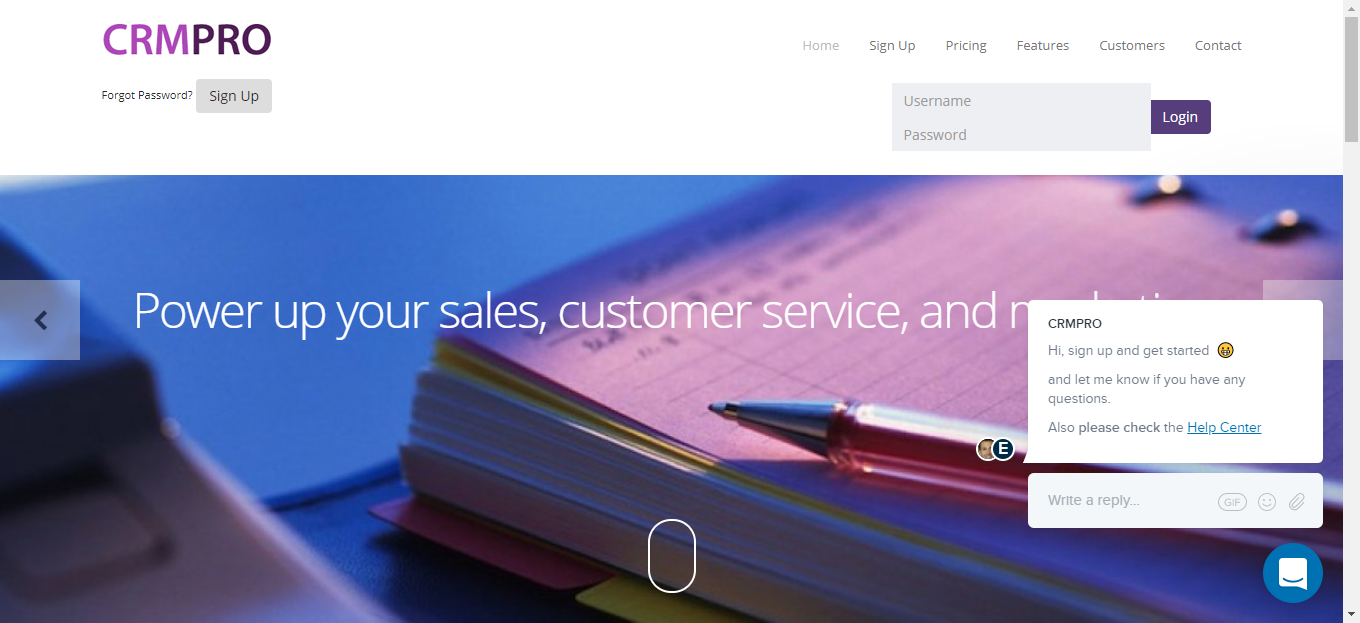 CRMPRO
Home
Sign Up
Pricing
Features
Customers
Contact
Forgot Password?
Sign Up
Username
Password
Login
Power up your sales, customer service, and
CRMPRO
Hi, sign up and get started
and let me know if you have any
questions.
Also please check the Help Center
E
Write a reply...
GIF